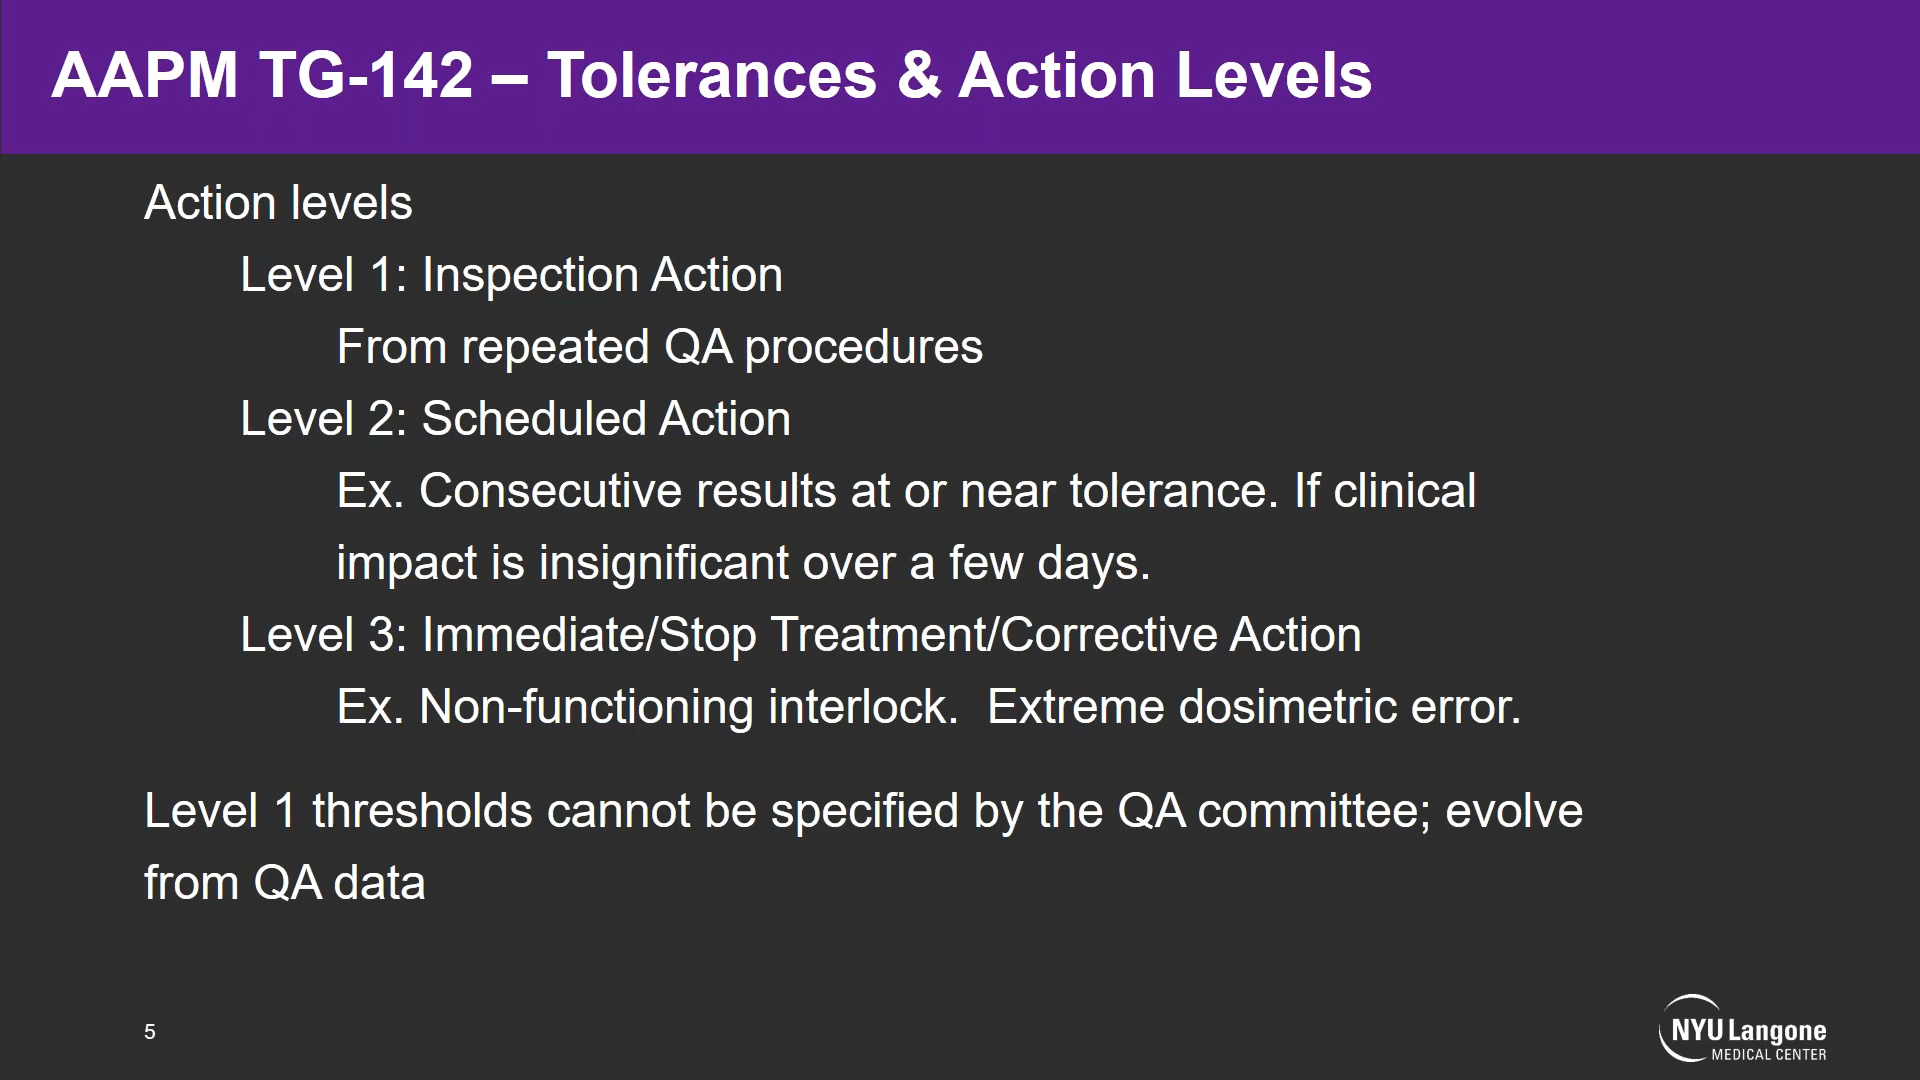 AAPM TG-142 – Tolerances & Action Levels
Action levels
Level 1: Inspection Action
From repeated QA procedures
Level 2: Scheduled Action
Ex. Consecutive results at or near tolerance. If clinical
impact is insignificant over a few days.
Level 3: Immediate/Stop Treatment/Corrective Action
Ex. Non-functioning interlock.  Extreme dosimetric error.
Level 1 thresholds cannot be specified by the QA committee; evolve
from QA data
5
NYU Langone
MEDICAL CENTER